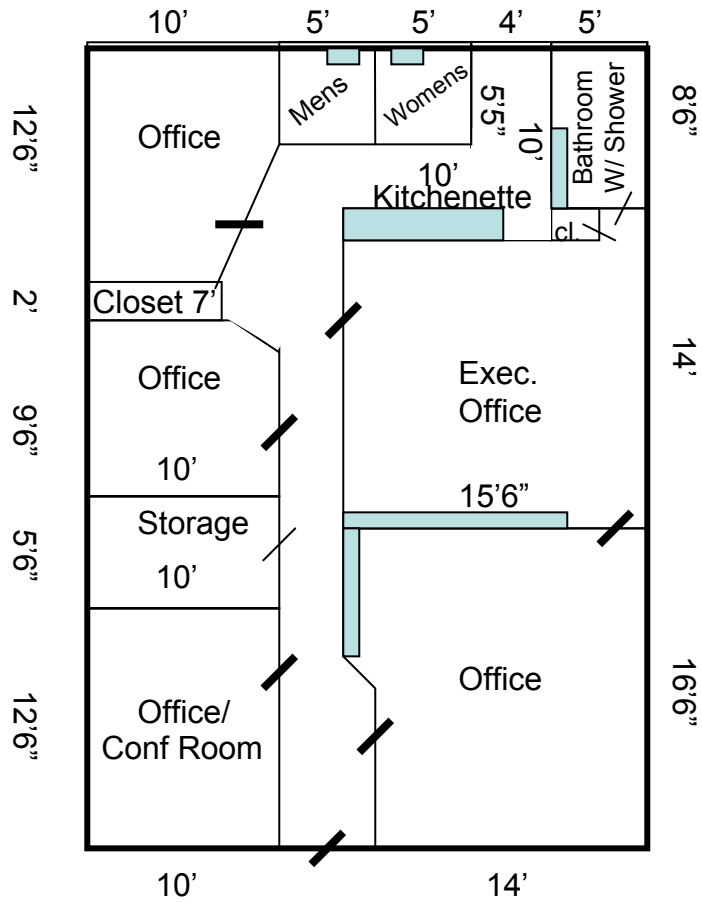 10’
5’
5’
4’
5’
12’6”
Office
Mens
Womens
5’5”
10’
Bathroom
W/ Shower
8’6”
10’
Kitchenette
cl.
2’
Closet 7’
Office
Exec.
Office
14’
9’6”
10’
15’6”
Storage
5’6”
10’
Office
16’6”
12’6”
Office/
Conf Room
10’
14’